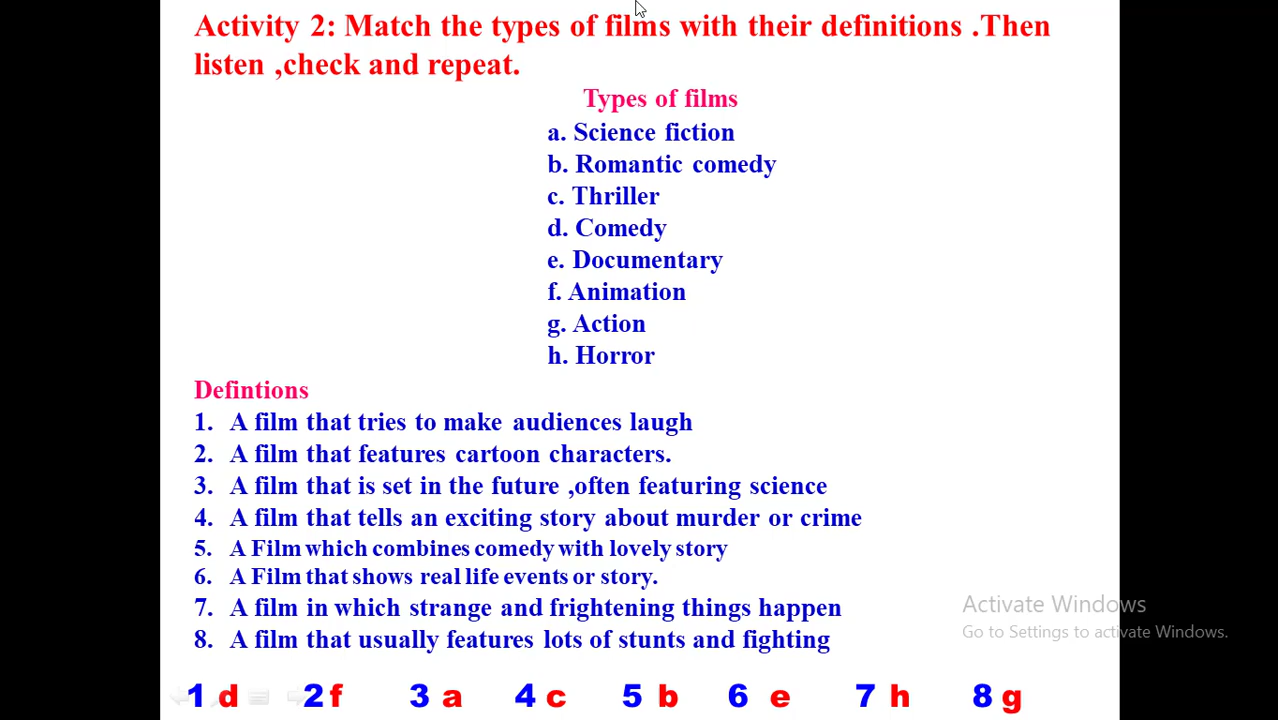 Activity 2: Match the types of films with their definitions .Then
listen ,check and repeat.
Types of films
a. Science fiction
b. Romantic comedy
c. Thriller
d. Comedy
e. Documentary
f. Animation
g. Action
h. Horror
Defintions
1. A film that tries to make audiences laugh
2. A film that features cartoon characters.
3. A film that is set in the future ,often featuring science
4. A film that tells an exciting story about murder or crime
5. A Film which combines comedy with lovely story
6. A Film that shows real life events or story.
7. A film in which strange and frightening things happen
8. A film that usually features lots of stunts and fighting
Activate Windows
Go to Settings to activate Windows.
1 d 2 f 3 a 4 c 5 b 6 e 7 h 8 g